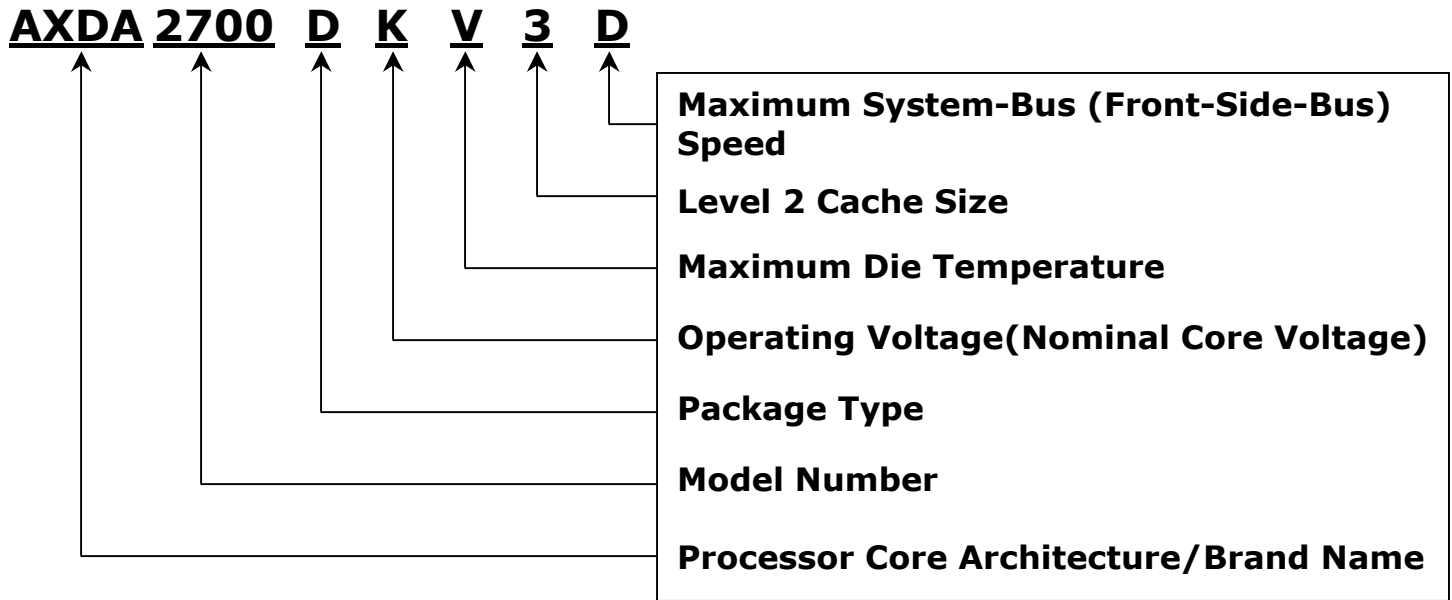 AXDA 2700 D K V 3 D
Maximum System-Bus (Front-Side-Bus)
Speed
Level 2 Cache Size
Maximum Die Temperature
Operating Voltage(Nominal Core Voltage)
Package Type
Model Number
Processor Core Architecture/Brand Name